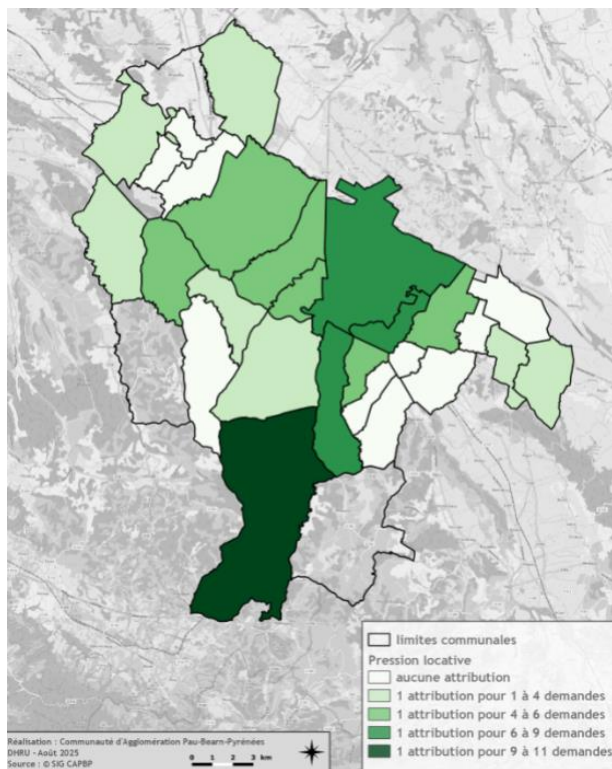 limites communales
Pression locative
aucune attribution
1 attribution pour 1 à 4 demandes
1 attribution pour 4 à 6 demandes
1 attribution pour 6 à 9 demandes
1 attribution pour 9 à 11 demandes
Réalisation : Communauté d'Agglomération Pau-Bearn-Pyrénées
DHRU - Août 2025
Source : © SIG CAPBP
0 1 2 3 km